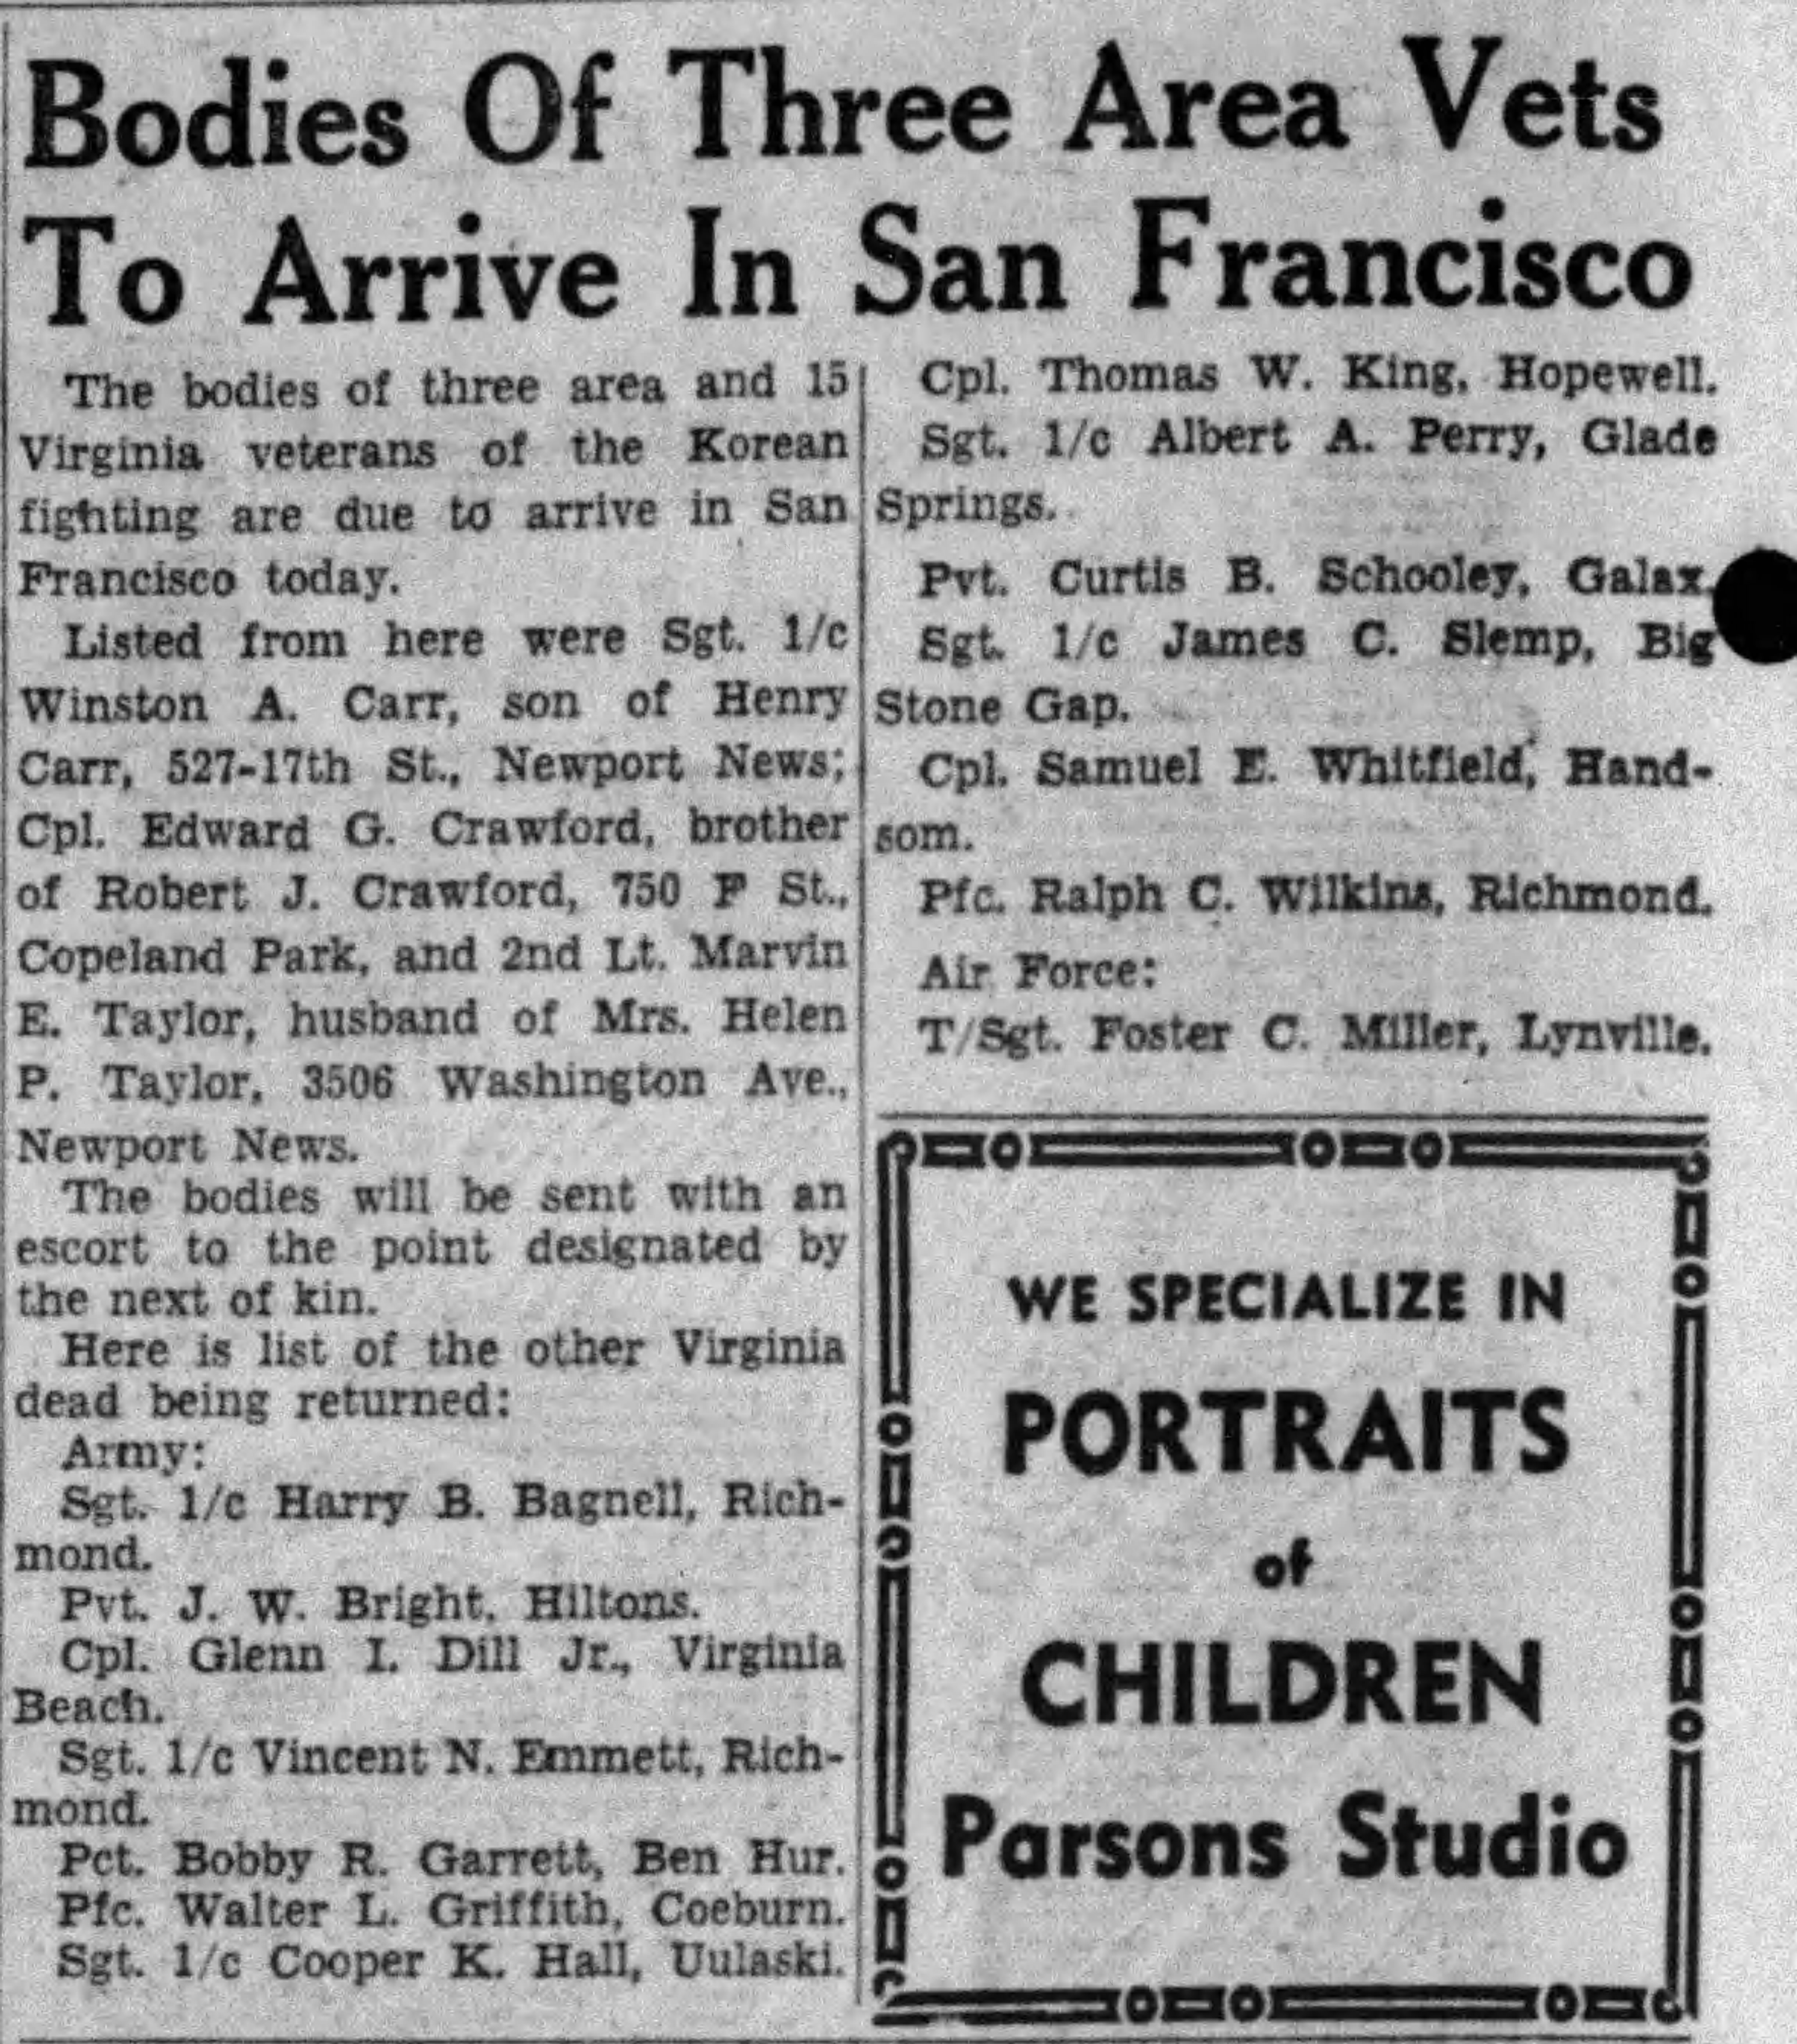 Bodies Of Three Area Vets
To Arrive In San Francisco
The bodies of three area and 15
Virginia veterans of the Korean
fighting are due to arrive in San
Francisco today.
Listed from here were Sgt. 1/c
Winston A. Carr, son of Henry
Carr, 527-17th St., Newport News;
Cpl. Edward G. Crawford, brother
of Robert J. Crawford, 750 F St.,
Copeland Park, and 2nd Lt. Marvin
E. Taylor, husband of Mrs. Helen
P. Taylor, 3506 Washington Ave.,
Newport News.
The bodies will be sent with an
escort to the point designated by
the next of kin.
Here is list of the other Virginia
dead being returned:
Army:
Sgt. 1/c Harry B. Bagnell, Rich-
mond.
Pvt. J. W. Bright, Hiltons.
Cpl. Glenn I. Dill Jr., Virginia
Beach.
Sgt. 1/c Vincent N. Emmett, Rich-
mond.
Pct. Bobby R. Garrett, Ben Hur.
Pfc. Walter L. Griffith, Coeburn.
Sgt. 1/c Cooper K. Hall, Uulaski.
Cpl. Thomas W. King, Hopewell.
Sgt. 1/c Albert A. Perry, Glade
Springs.
Pvt. Curtis B. Schooley, Galax.
Sgt. 1/c James C. Slemp, Big
Stone Gap.
Cpl. Samuel E. Whitfield, Hand-
som.
Pfc. Ralph C. Wilkins, Richmond.
Air Force:
T/Sgt. Foster C. Miller, Lynville.
WE SPECIALIZE IN
PORTRAITS
of
CHILDREN
Parsons Studio